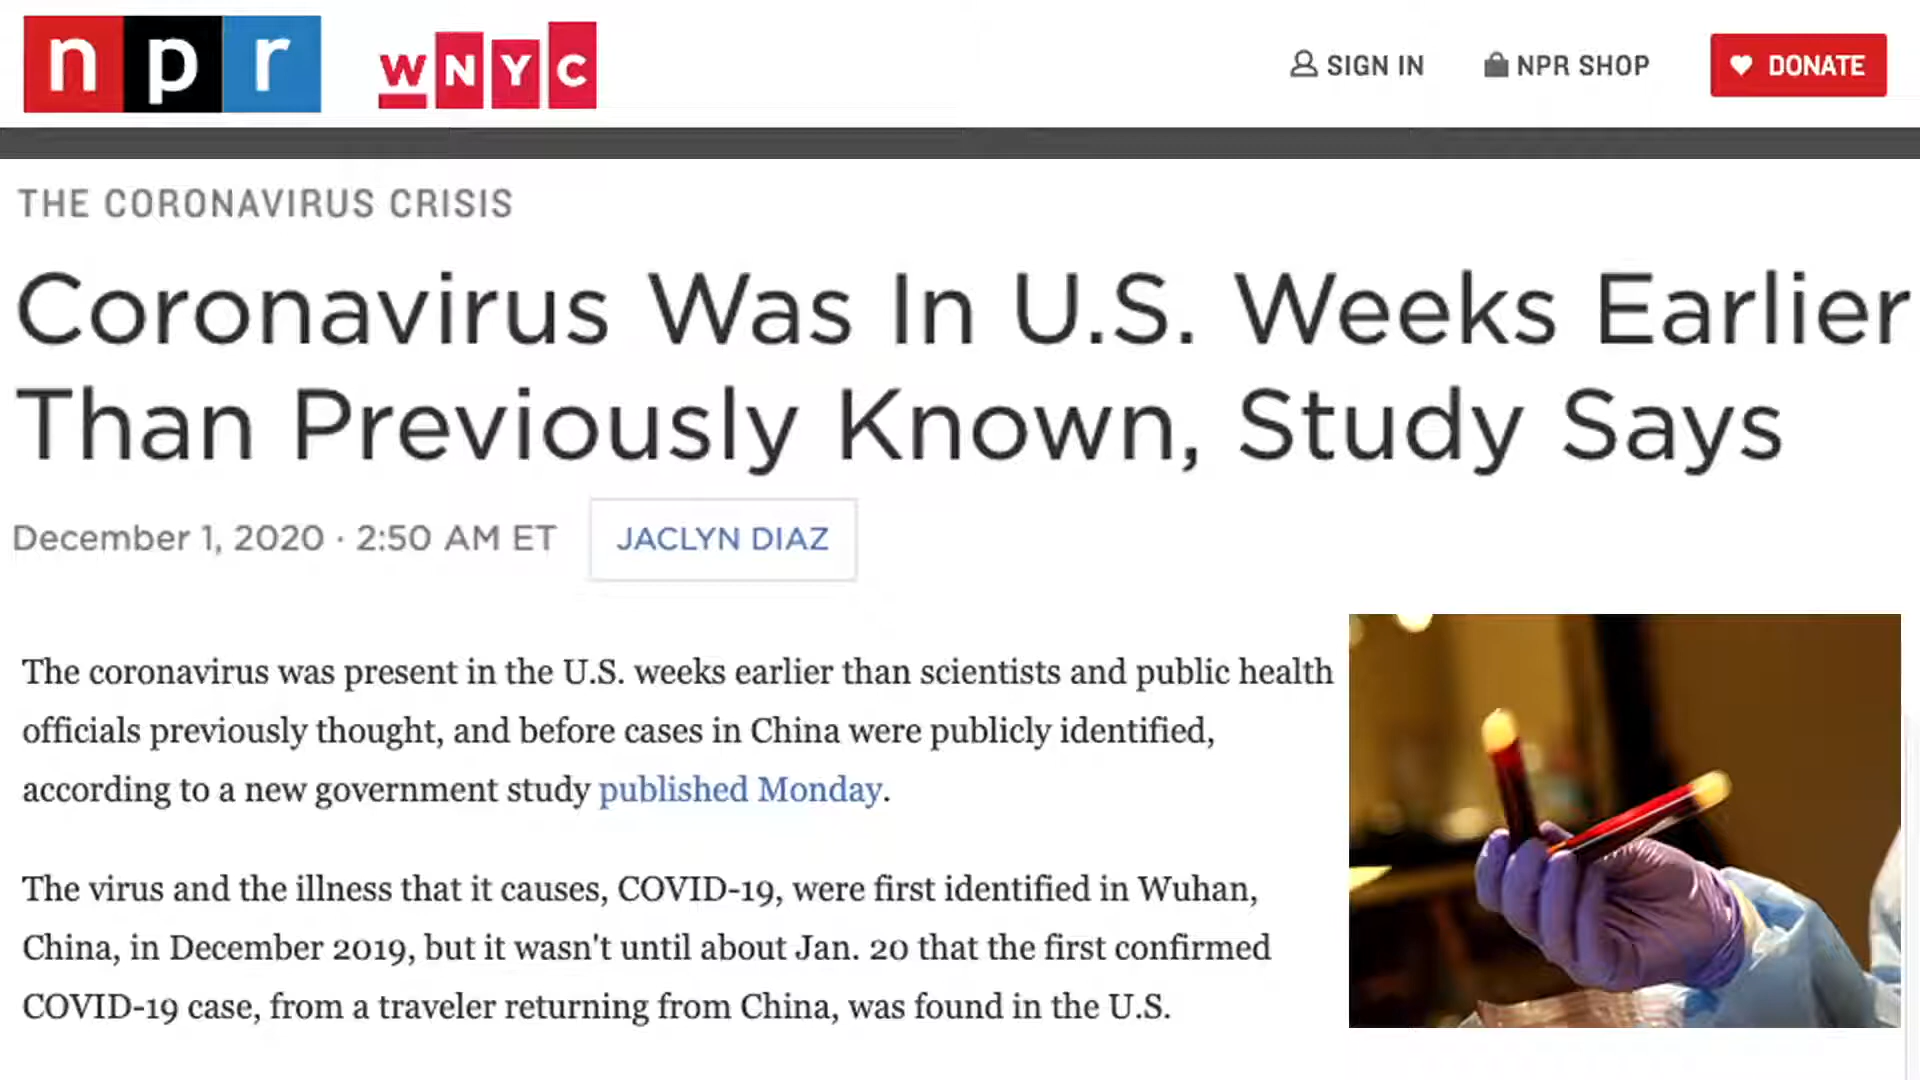 npr wNYC SIGN IN NPR SHOP DONATE
THE CORONAVIRUS CRISIS
Coronavirus Was In U.S. Weeks Earlier
Than Previously Known, Study Says
December 1, 2020 · 2:50 AM ET JACLYN DIAZ
The coronavirus was present in the U.S. weeks earlier than scientists and public health
officials previously thought, and before cases in China were publicly identified,
according to a new government study published Monday.
The virus and the illness that it causes, COVID-19, were first identified in Wuhan,
China, in December 2019, but it wasn't until about Jan. 20 that the first confirmed
COVID-19 case, from a traveler returning from China, was found in the U.S.